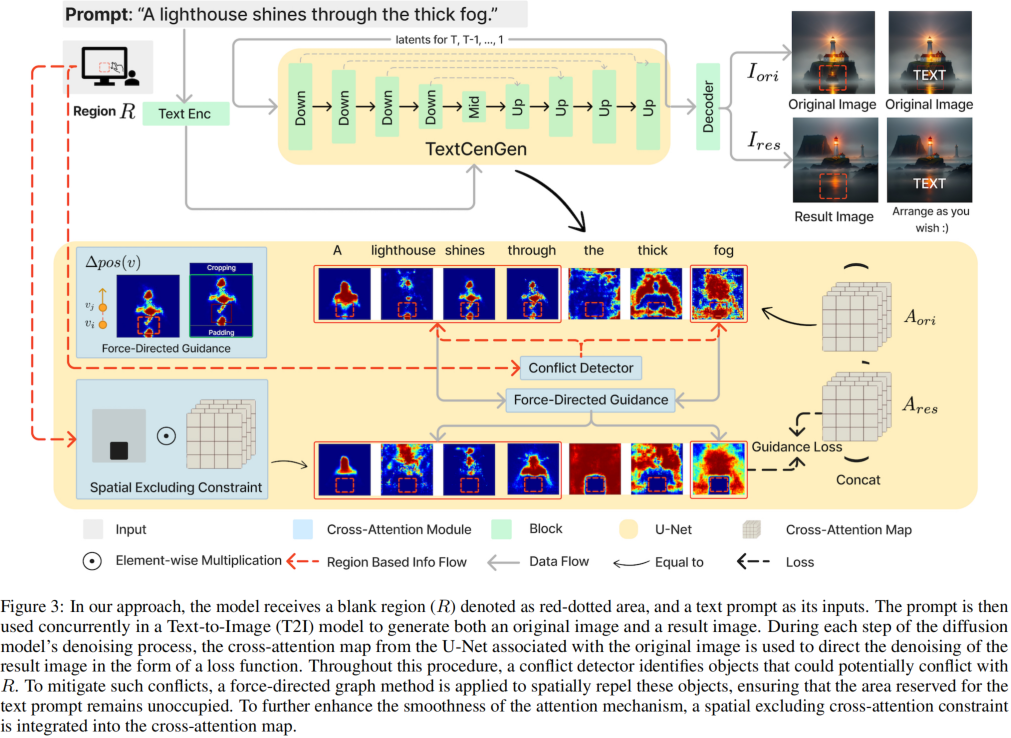 Prompt: “A lighthouse shines through the thick fog.”
Region R
Text Enc
latents for T, T-1, ..., 1
Down
Down
Down
Down
Mid
Up
Up
Up
Up
TextCenGen
Decoder
I_ori
I_res
TEXT
Original Image
Original Image
TEXT
Result Image
Arrange as you
wish :)
Δpos(v)
v_j
v_i
Cropping
Padding
Force-Directed Guidance
A lighthouse shines through the thick fog
Conflict Detector
Force-Directed Guidance
A_ori
A_res
Spatial Excluding Constraint
Guidance Loss
(
(
Concat
Input
Cross-Attention Module
Block
U-Net
Cross-Attention Map
Element-wise Multiplication
Region Based Info Flow
Data Flow
Equal to
Loss
Figure 3: In our approach, the model receives a blank region (R) denoted as red-dotted area, and a text prompt as its inputs. The prompt is then
used concurrently in a Text-to-Image (T2I) model to generate both an original image and a result image. During each step of the diffusion
model’s denoising process, the cross-attention map from the U-Net associated with the original image is used to direct the denoising of the
result image in the form of a loss function. Throughout this procedure, a conflict detector identifies objects that could potentially conflict with
R. To mitigate such conflicts, a force-directed graph method is applied to spatially repel these objects, ensuring that the area reserved for the
text prompt remains unoccupied. To further enhance the smoothness of the attention mechanism, a spatial excluding cross-attention constraint
is integrated into the cross-attention map.